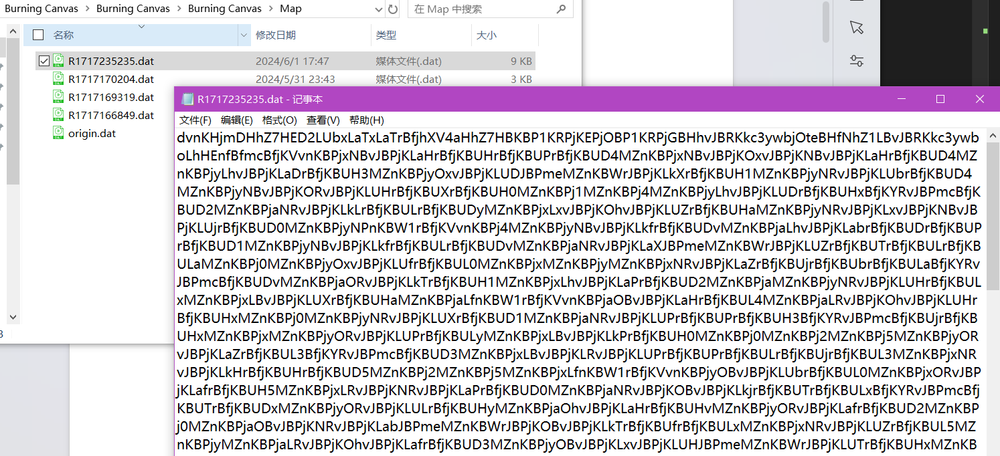 Burning Canvas > Burning Canvas > Burning Canvas > Map
在 Map 中搜索
名称 修改日期 类型 大小
R1717235235.dat 2024/6/1 17:47 媒体文件(.dat) 9 KB
R1717170204.dat 2024/5/31 23:43 媒体文件(.dat) 3 KB
R1717169319.dat
R1717166849.dat
origin.dat
R1717235235.dat - 记事本
文件(F) 编辑(E) 格式(O) 查看(V) 帮助(H)
dvnKHjmDHhZ7HED2LUbxLaTxLaTrBfjhXV4aHhZ7HBKBP1KRPjKEPjOBP1KRPjGBHhvJBRKkc3ywbjOteBHfNhZ1LBvJBRKkc3ywb
oLhHEnfBfmcBfjKVvnKBPjxNBvJBPjKLaHrBfjKBUHrBfjKBUPrBfjKBUD4MZnKBPjxNBvJBPjKOxvJBPjKNBvJBPjKLaHrBfjKBUD4MZ
nKBPjyLhvJBPjKLaDrBfjKBUH3MZnKBPjyOxvJBPjKLUDJBPmeMZnKBWrJBPjKLkXrBfjKBUH1MZnKBPjyNRvJBPjKLUbrBfjKBUD4
MZnKBPjyNBvJBPjKORvJBPjKLUHrBfjKBUXrBfjKBUH0MZnKBPj1MZnKBPj4MZnKBPjyLhvJBPjKLUDrBfjKBUHxBfjKYRvJBPmcBfjK
BUD2MZnKBPjaNRvJBPjKLkLrBfjKBULrBfjKBUDyMZnKBPjxLxvJBPjKOhvJBPjKLUZrBfjKBUHaMZnKBPjyNRvJBPjKLxvJBPjKNBvJB
PjKLUjrBfjKBUD0MZnKBPjyNPnKBW1rBfjKVvnKBPj4MZnKBPjyNBvJBPjKLkfrBfjKBUDvMZnKBPjaLhvJBPjKLabrBfjKBUDrBfjKBUP
rBfjKBUD1MZnKBPjyNBvJBPjKLkfrBfjKBULrBfjKBUDvMZnKBPjaNRvJBPjKLaXJBPmeMZnKBWrJBPjKLUZrBfjKBUTrBfjKBULrBfjKB
ULaMZnKBPj0MZnKBPjyOxvJBPjKLUfrBfjKBUL0MZnKBPjxMZnKBPjyMZnKBPjxNRvJBPjKLaZrBfjKBUjrBfjKBUbrBfjKBULaBfjKYRv
JBPmcBfjKBUDvMZnKBPjaORvJBPjKLkTrBfjKBUH1MZnKBPjxLhvJBPjKLaPrBfjKBUD2MZnKBPjaMZnKBPjyNRvJBPjKLUHrBfjKBUL
xMZnKBPjxLBvJBPjKLUXrBfjKBUHaMZnKBPjaLfnKBW1rBfjKVvnKBPjaOBvJBPjKLaHrBfjKBUL4MZnKBPjaLRvJBPjKOhvJBPjKLUHr
BfjKBUHxMZnKBPj0MZnKBPjyNRvJBPjKLUXrBfjKBUD1MZnKBPjaNRvJBPjKLUPrBfjKBUPrBfjKBUH3BfjKYRvJBPmcBfjKBUjrBfjKB
UHxMZnKBPjxMZnKBPjyORvJBPjKLUPrBfjKBULyMZnKBPjxLBvJBPjKLkPrBfjKBUH0MZnKBPj0MZnKBPj2MZnKBPj5MZnKBPjyOR
vJBPjKLaZrBfjKBUL3BfjKYRvJBPmcBfjKBUD3MZnKBPjxLBvJBPjKLRvJBPjKLUPrBfjKBUPrBfjKBULrBfjKBUjrBfjKBUL3MZnKBPjxNR
vJBPjKLkHrBfjKBUHrBfjKBUD5MZnKBPj2MZnKBPj5MZnKBPjxLfnKBW1rBfjKVvnKBPjyOBvJBPjKLUbrBfjKBUL0MZnKBPjxORvJBP
jKLafrBfjKBUH5MZnKBPjxLRvJBPjKNRvJBPjKLaPrBfjKBUD0MZnKBPjaNRvJBPjKOBvJBPjKLkjrBfjKBUTrBfjKBULxBfjKYRvJBPmcBfj
KBUTrBfjKBUDxMZnKBPjyORvJBPjKLULrBfjKBUHyMZnKBPjaOhvJBPjKLaHrBfjKBUHvMZnKBPjyORvJBPjKLafrBfjKBUD2MZnKBP
j0MZnKBPjaOBvJBPjKNRvJBPjKLabJBPmeMZnKBWrJBPjKOBvJBPjKLkTrBfjKBUfrBfjKBULxMZnKBPjxNRvJBPjKLUZrBfjKBUL5MZ
nKBPjyMZnKBPjaLRvJBPjKOhvJBPjKLafrBfjKBUD3MZnKBPjyOBvJBPjKLxvJBPjKLUHJBPmeMZnKBWrJBPjKLUTrBfjKBUHxMZnKB